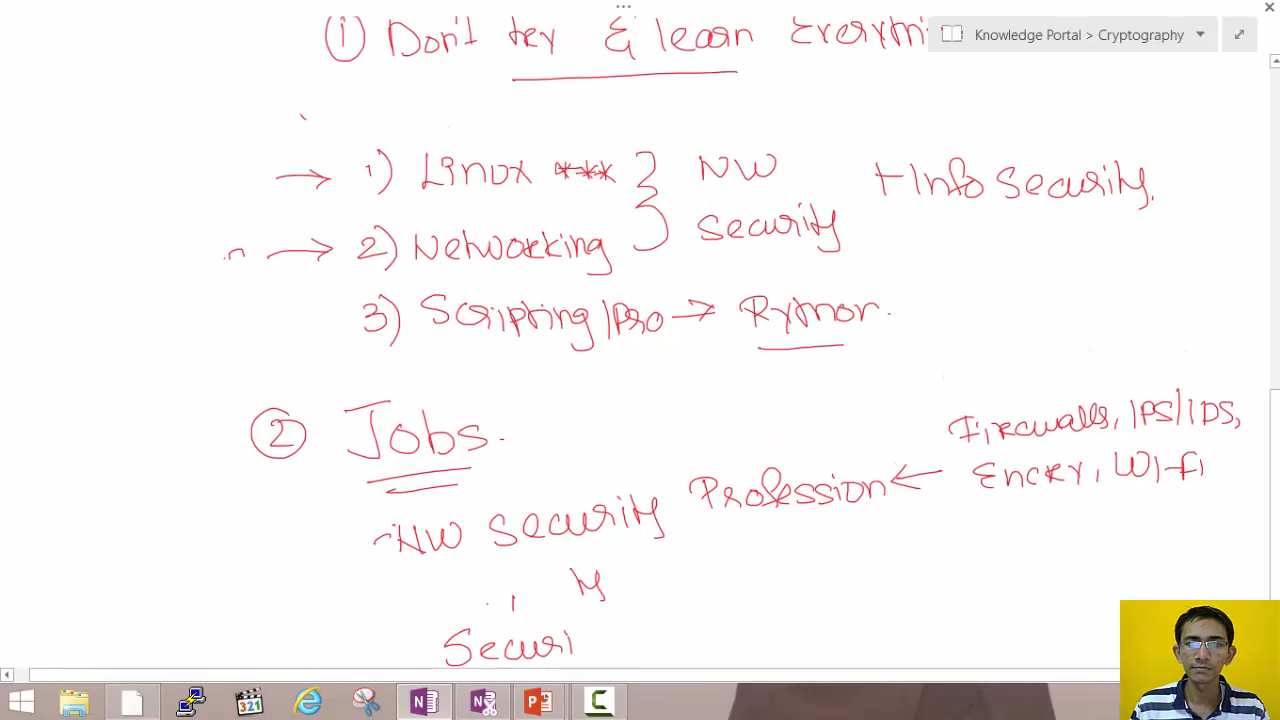 ① Don't try & learn Everythi
Knowledge Portal > Cryptography
→ 1) Linux *** } NW + Info Security.
→ 2) Networking } Security
3) Scripting/Pro → Python.
② Jobs.
Firewalls, IPS/IDS,
NW Security Profession ← Encry, Wi-fi
Securi
321
N
N
P
C